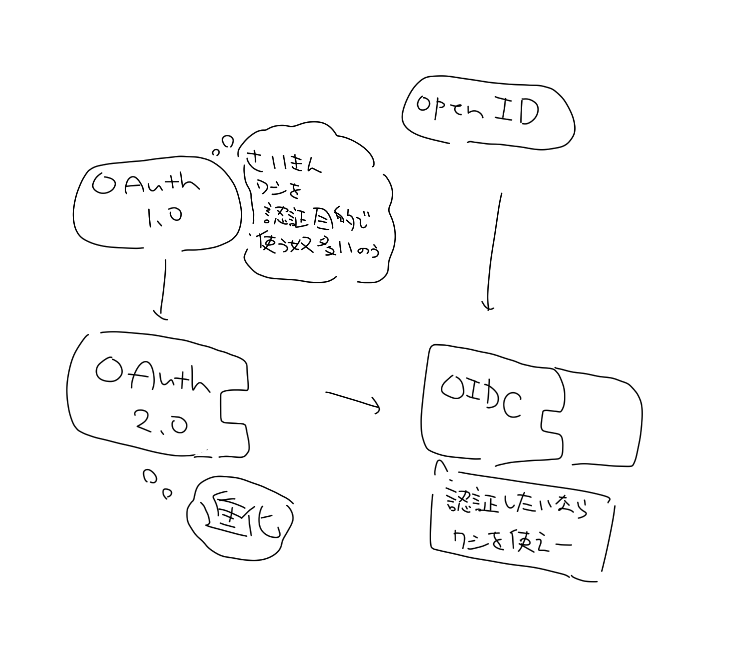 Open ID
OAuth
1.0
さいきん
ワシを
認証目的で
使う奴多いのう
OAuth
2.0
進化
OIDC
認証したいなら
ワシを使えー